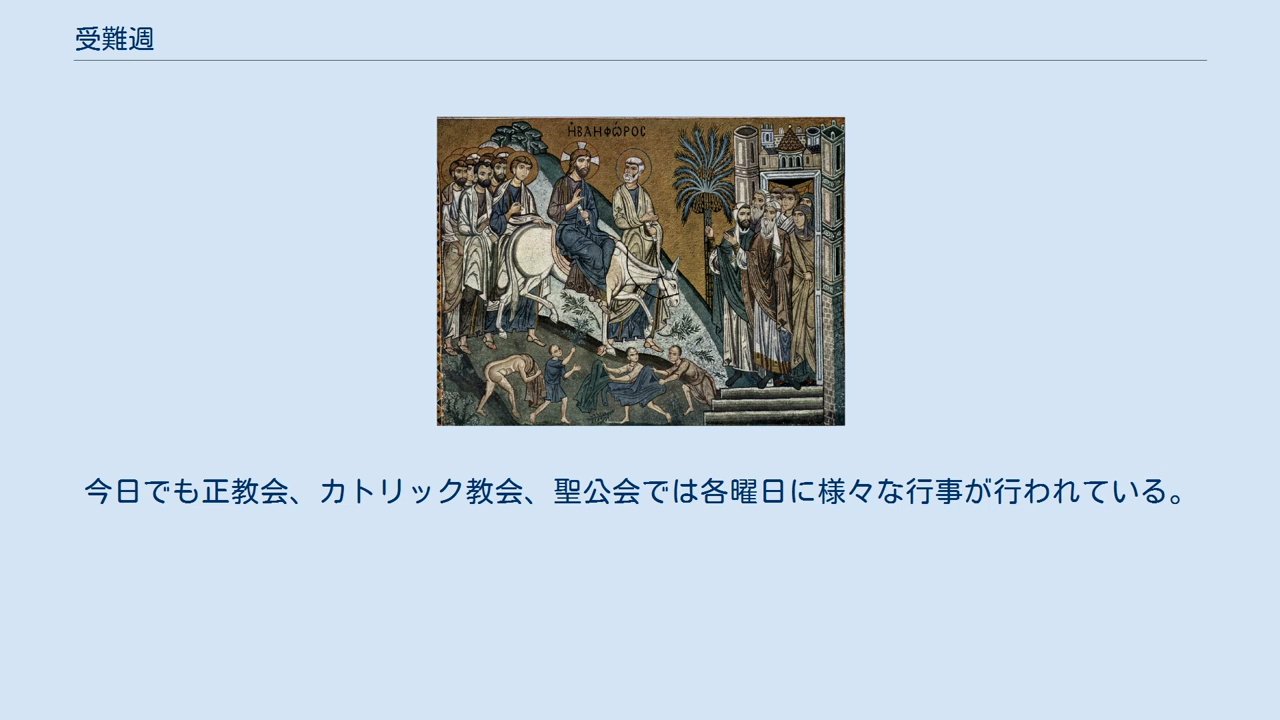 受難週
ἩΒΑΗΦΏΡΟC
今日でも正教会、カトリック教会、聖公会では各曜日に様々な行事が行われている。